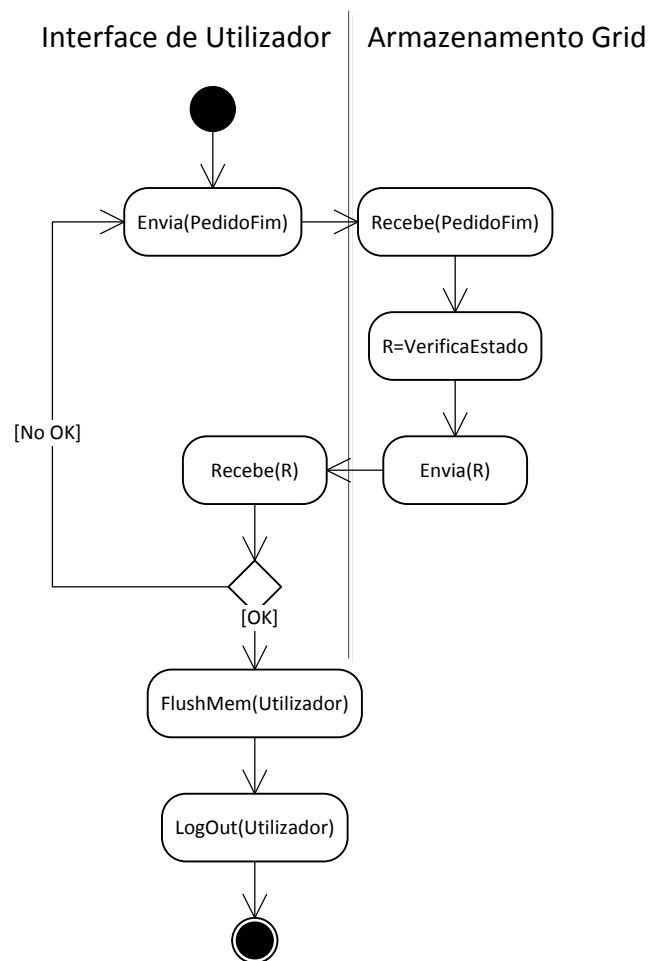 Interface de Utilizador
Armazenamento Grid
Envia(PedidoFim)
Recebe(PedidoFim)
R=VerificaEstado
[No OK]
Recebe(R)
Envia(R)
[OK]
FlushMem(Utilizador)
LogOut(Utilizador)